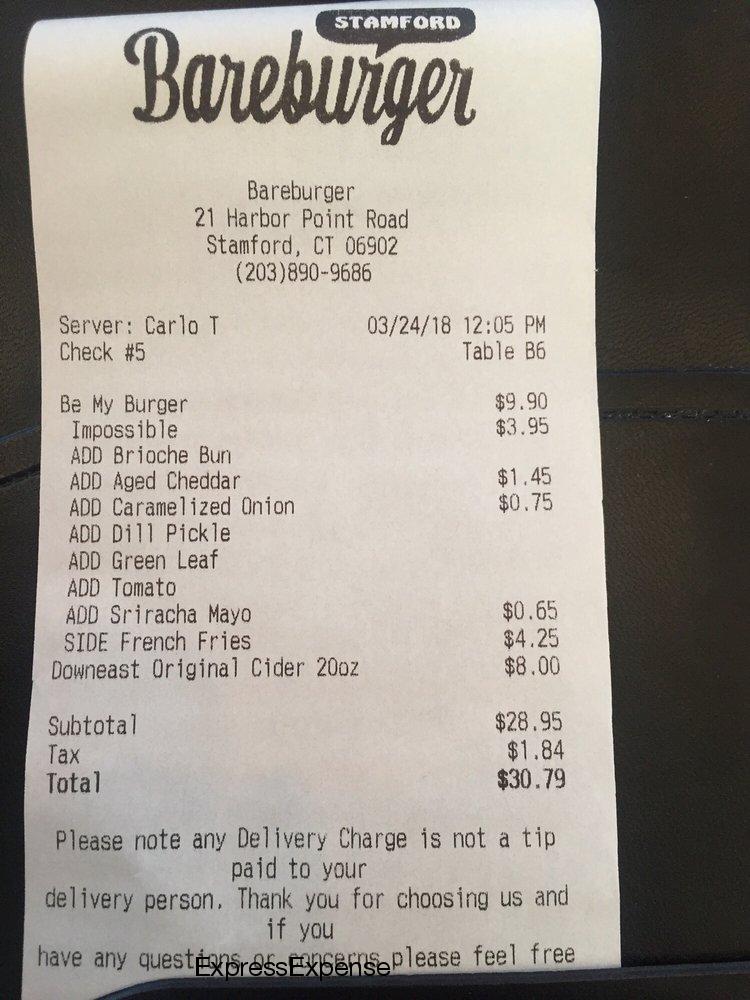 STAMFORD
Bareburger
Bareburger
21 Harbor Point Road
Stamford, CT 06902
(203)890-9686
Server: Carlo T 03/24/18 12:05 PM
Check #5 Table B6
Be My Burger $9.90
Impossible $3.95
ADD Brioche Bun
ADD Aged Cheddar $1.45
ADD Caramelized Onion $0.75
ADD Dill Pickle
ADD Green Leaf
ADD Tomato
ADD Sriracha Mayo $0.65
SIDE French Fries $4.25
Downeast Original Cider 20oz $8.00
Subtotal $28.95
Tax $1.84
Total $30.79
Please note any Delivery Charge is not a tip
paid to your
delivery person. Thank you for choosing us and
if you
have any questions or concerns please feel free
ExpressExpense